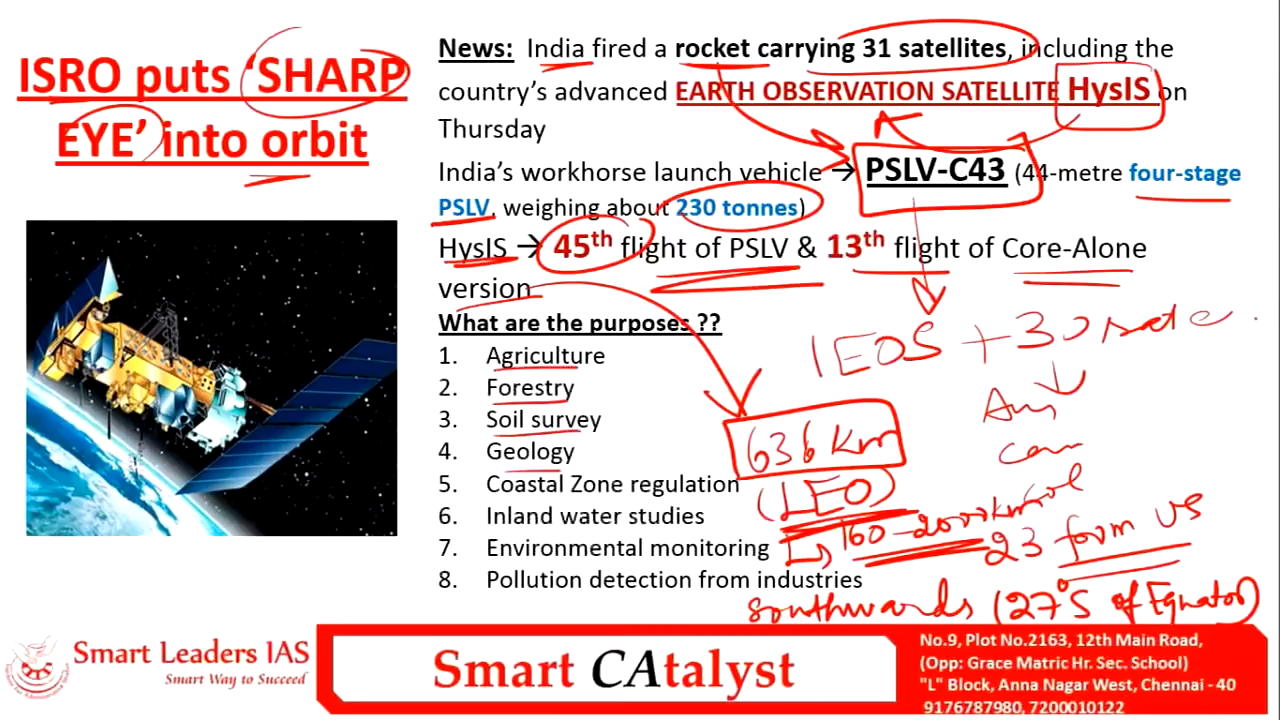 ISRO puts ‘SHARP
EYE’ into orbit
News: India fired a rocket carrying 31 satellites, including the
country’s advanced EARTH OBSERVATION SATELLITE HysIS on
Thursday
India’s workhorse launch vehicle → PSLV-C43 (44-metre four-stage
PSLV, weighing about 230 tonnes)
HysIS → 45th flight of PSLV & 13th flight of Core-Alone
version
What are the purposes ??
1. Agriculture
2. Forestry
3. Soil survey
4. Geology
5. Coastal Zone regulation
6. Inland water studies
7. Environmental monitoring
8. Pollution detection from industries
1 EOS + 30 sate
636 km
(LEO)
160-2000km
23 form US
southwards (27°S of Equator)
Smart Leaders IAS
Smart Way to Succeed
Smart CAtalyst
No.9, Plot No.2163, 12th Main Road,
(Opp: Grace Matric Hr. Sec. School)
"L" Block, Anna Nagar West, Chennai - 40
9176787980, 7200010122